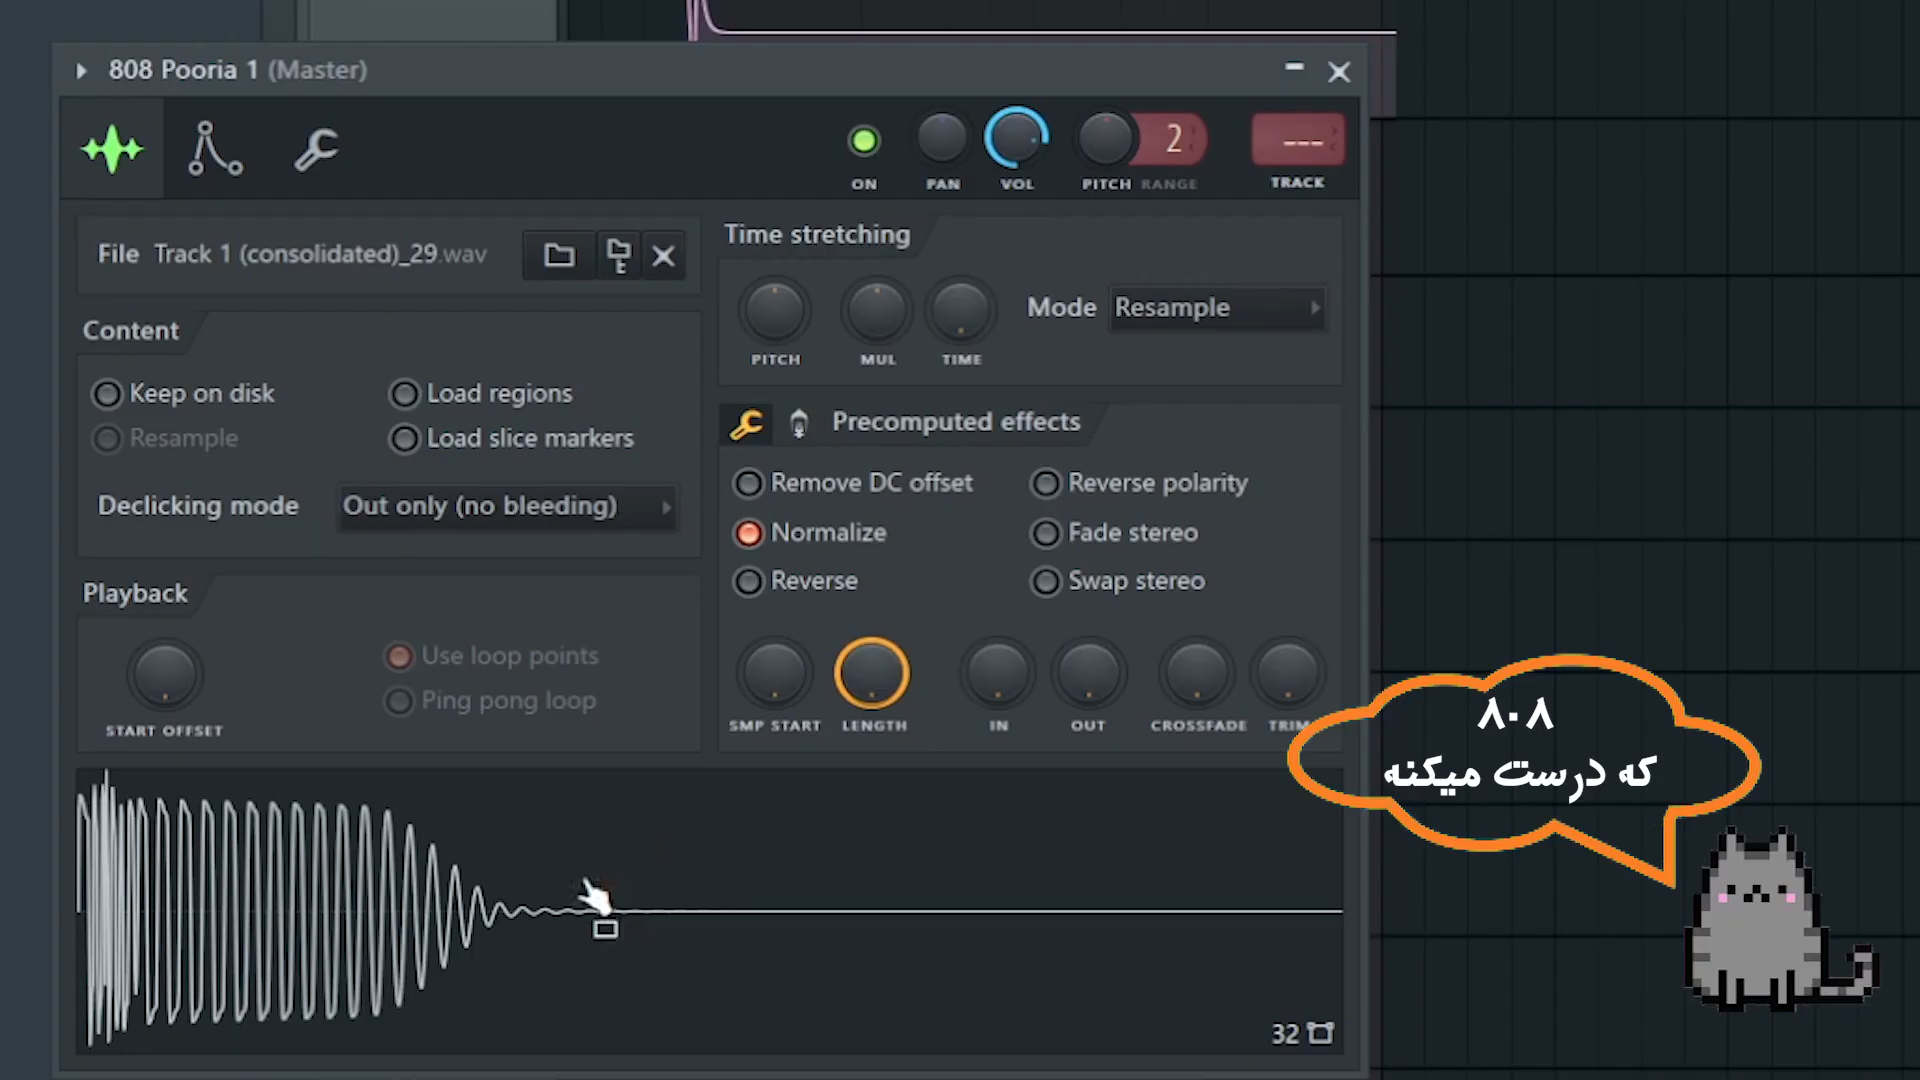 808 Pooria 1 (Master)
ON
PAN
VOL
PITCH
RANGE
2
---
TRACK
File Track 1 (consolidated)_29.wav
Content
Keep on disk
Load regions
Resample
Load slice markers
Declicking mode
Out only (no bleeding)
Playback
START OFFSET
Use loop points
Ping pong loop
Time stretching
PITCH
MUL
TIME
Mode
Resample
Precomputed effects
Remove DC offset
Reverse polarity
Normalize
Fade stereo
Reverse
Swap stereo
SMP START
LENGTH
IN
OUT
CROSSFADE
TRIM
۸۰۸
که درست میکنه
32